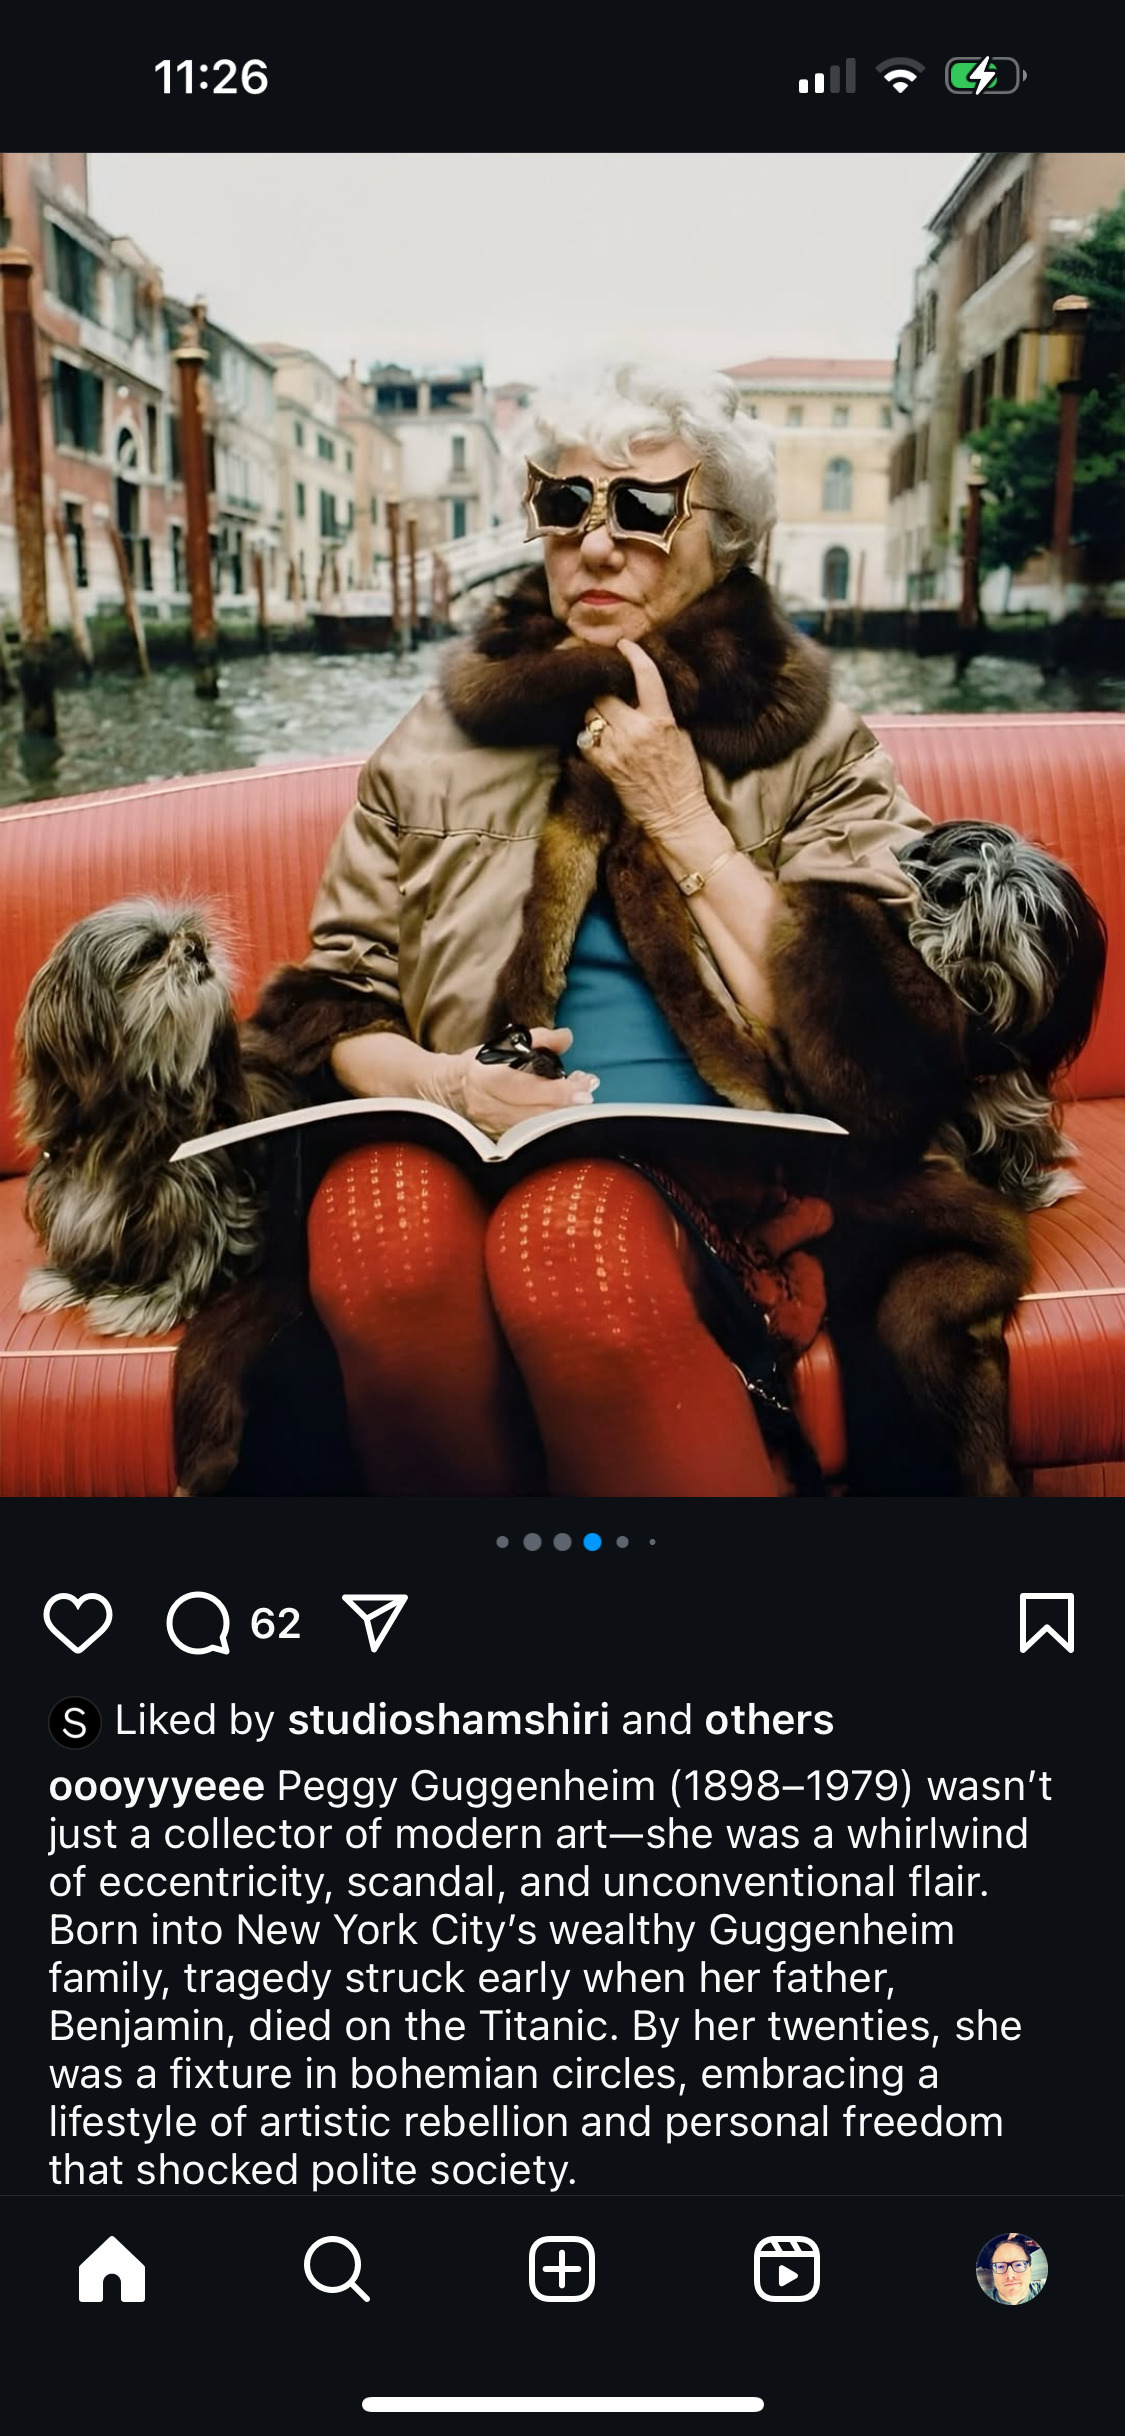 11:26
62
S Liked by studioshamshiri and others
oooyyyeee Peggy Guggenheim (1898–1979) wasn’t
just a collector of modern art—she was a whirlwind
of eccentricity, scandal, and unconventional flair.
Born into New York City’s wealthy Guggenheim
family, tragedy struck early when her father,
Benjamin, died on the Titanic. By her twenties, she
was a fixture in bohemian circles, embracing a
lifestyle of artistic rebellion and personal freedom
that shocked polite society.